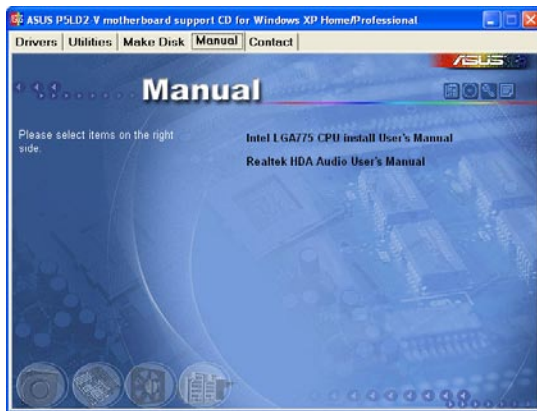 ASUS P5LD2-V motherboard support CD for Windows XP Home/Professional
Drivers Utilities Make Disk Manual Contact
ASUS
Manual
Please select items on the right
side.
Intel LGA775 CPU install User's Manual
Realtek HDA Audio User's Manual